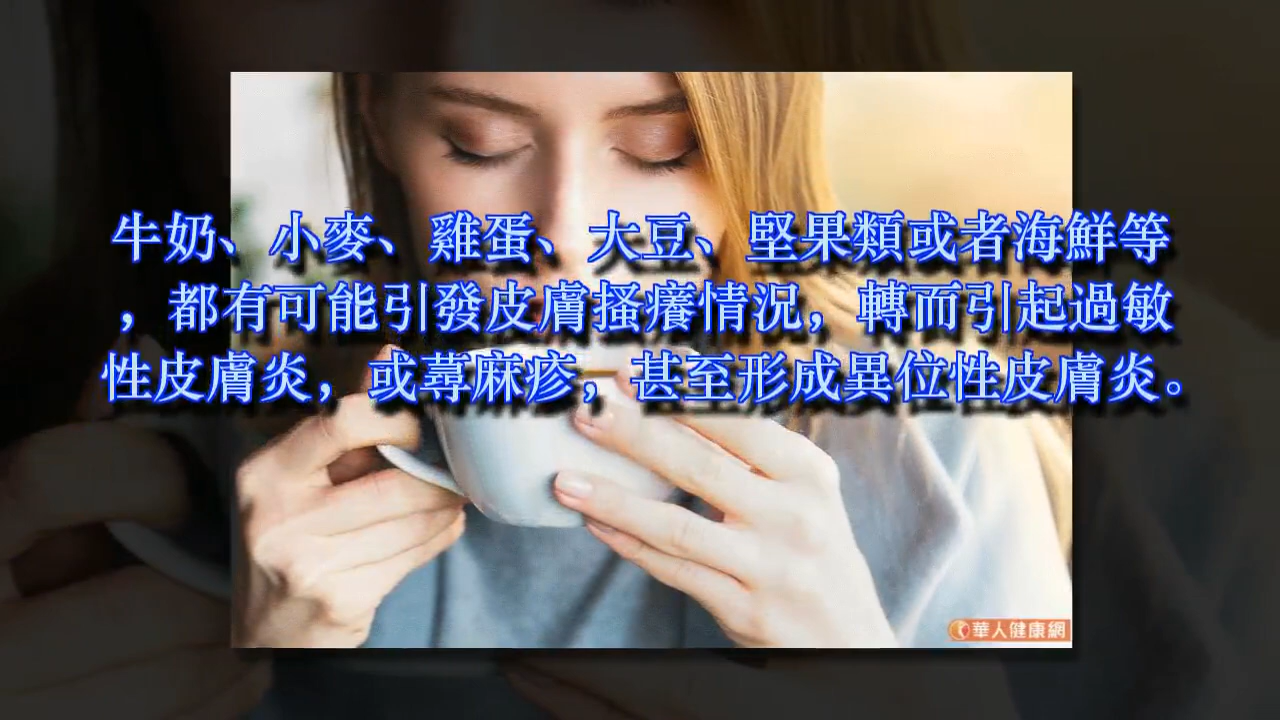 牛奶、小麥、雞蛋、大豆、堅果類或者海鮮等
，都有可能引發皮膚搔癢情況，轉而引起過敏
性皮膚炎，或蕁麻疹，甚至形成異位性皮膚炎。
華人健康網